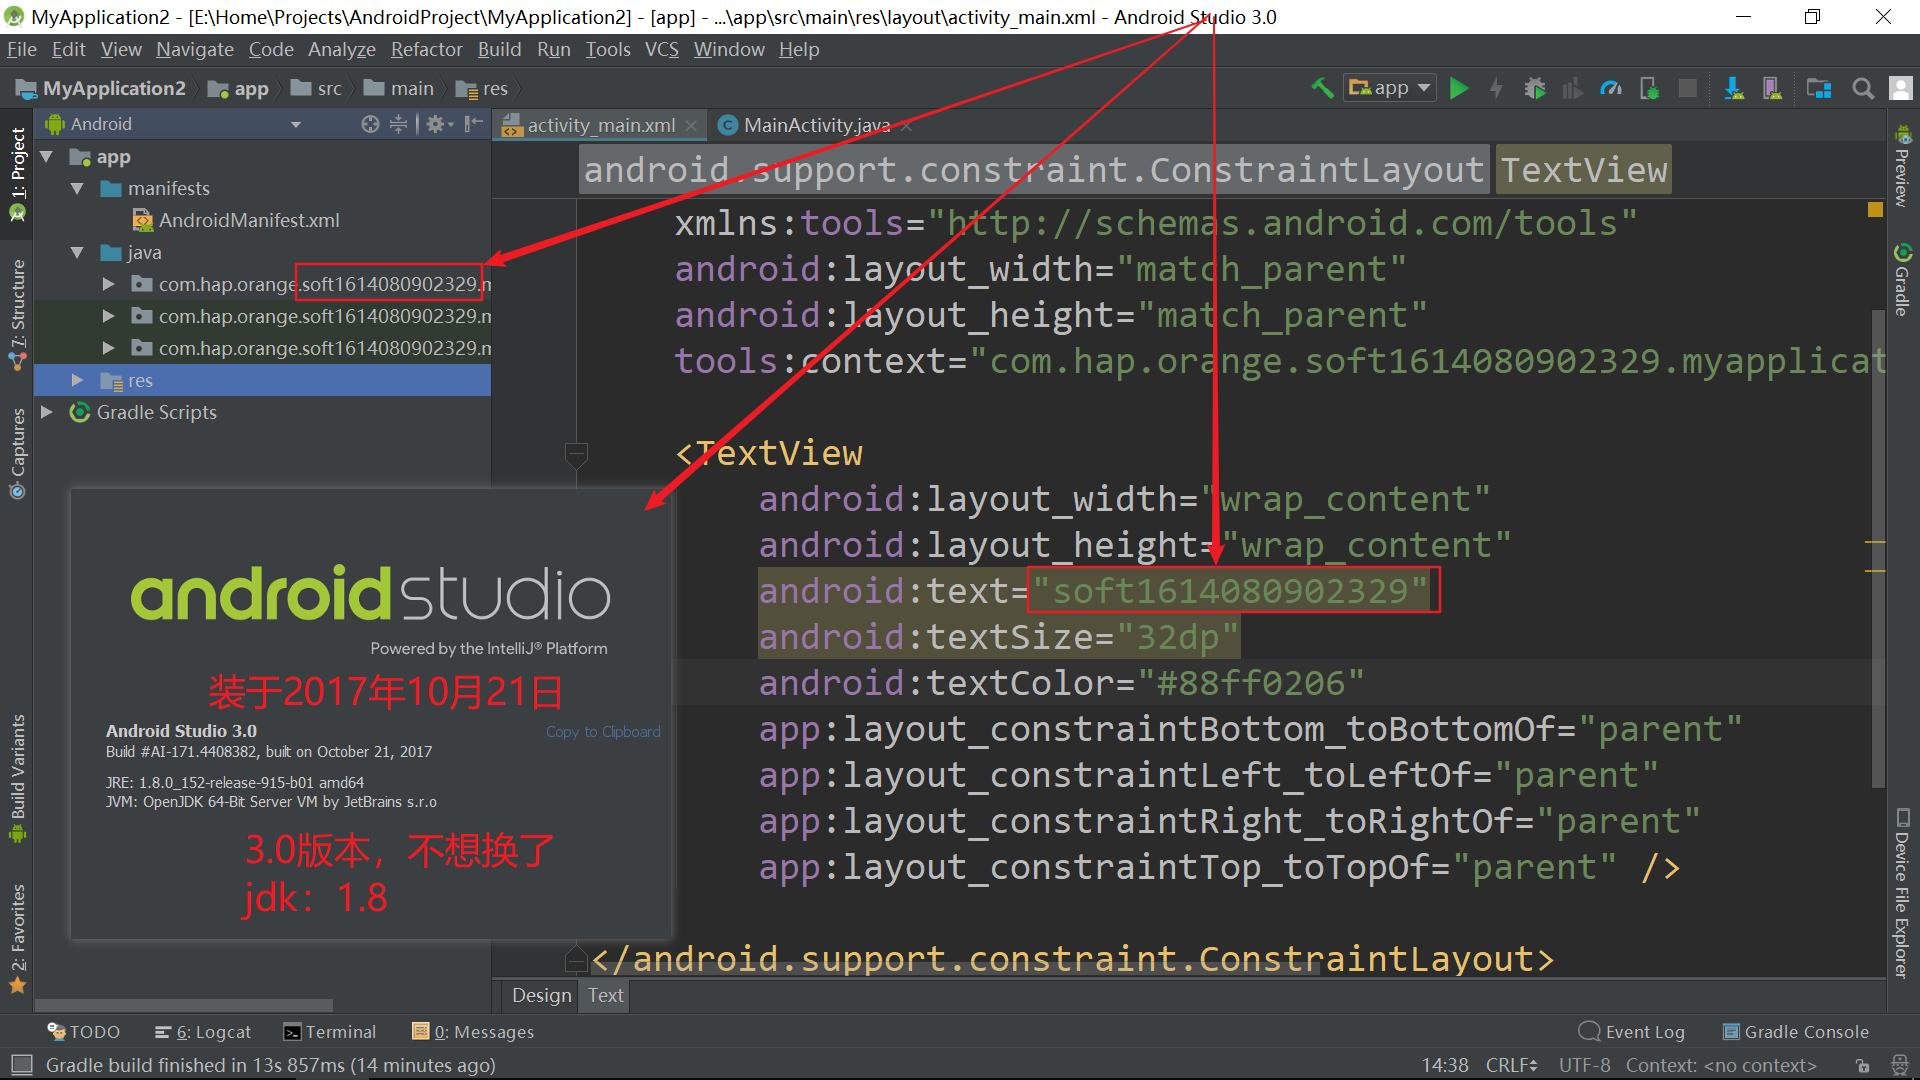 MyApplication2 - [E:\Home\Projects\AndroidProject\MyApplication2] - [app] - ...\app\src\main\res\layout\activity_main.xml - Android Studio 3.0
File Edit View Navigate Code Analyze Refactor Build Run Tools VCS Window Help
MyApplication2 app src main res
app
Android
activity_main.xml
MainActivity.java
1: Project
7: Structure
Captures
Build Variants
2: Favorites
app
manifests
AndroidManifest.xml
java
com.hap.orange.soft1614080902329.m
com.hap.orange.soft1614080902329.m
com.hap.orange.soft1614080902329.m
res
Gradle Scripts
android.support.constraint.ConstraintLayout TextView
xmlns:tools="http://schemas.android.com/tools"
android:layout_width="match_parent"
android:layout_height="match_parent"
tools:context="com.hap.orange.soft1614080902329.myapplicat
<TextView
android:layout_width="wrap_content"
android:layout_height="wrap_content"
android:text="soft1614080902329"
android:textSize="32dp"
android:textColor="#88ff0206"
app:layout_constraintBottom_toBottomOf="parent"
app:layout_constraintLeft_toLeftOf="parent"
app:layout_constraintRight_toRightOf="parent"
app:layout_constraintTop_toTopOf="parent" />
</android.support.constraint.ConstraintLayout>
androidstudio
Powered by the IntelliJ® Platform
装于2017年10月21日
Android Studio 3.0
Copy to Clipboard
Build #AI-171.4408382, built on October 21, 2017
JRE: 1.8.0_152-release-915-b01 amd64
JVM: OpenJDK 64-Bit Server VM by JetBrains s.r.o
3.0版本，不想换了
jdk：1.8
Preview
Gradle
Device File Explorer
Design Text
TODO 6: Logcat Terminal 0: Messages
Event Log Gradle Console
Gradle build finished in 13s 857ms (14 minutes ago)
14:38 CRLF UTF-8 Context: <no context>